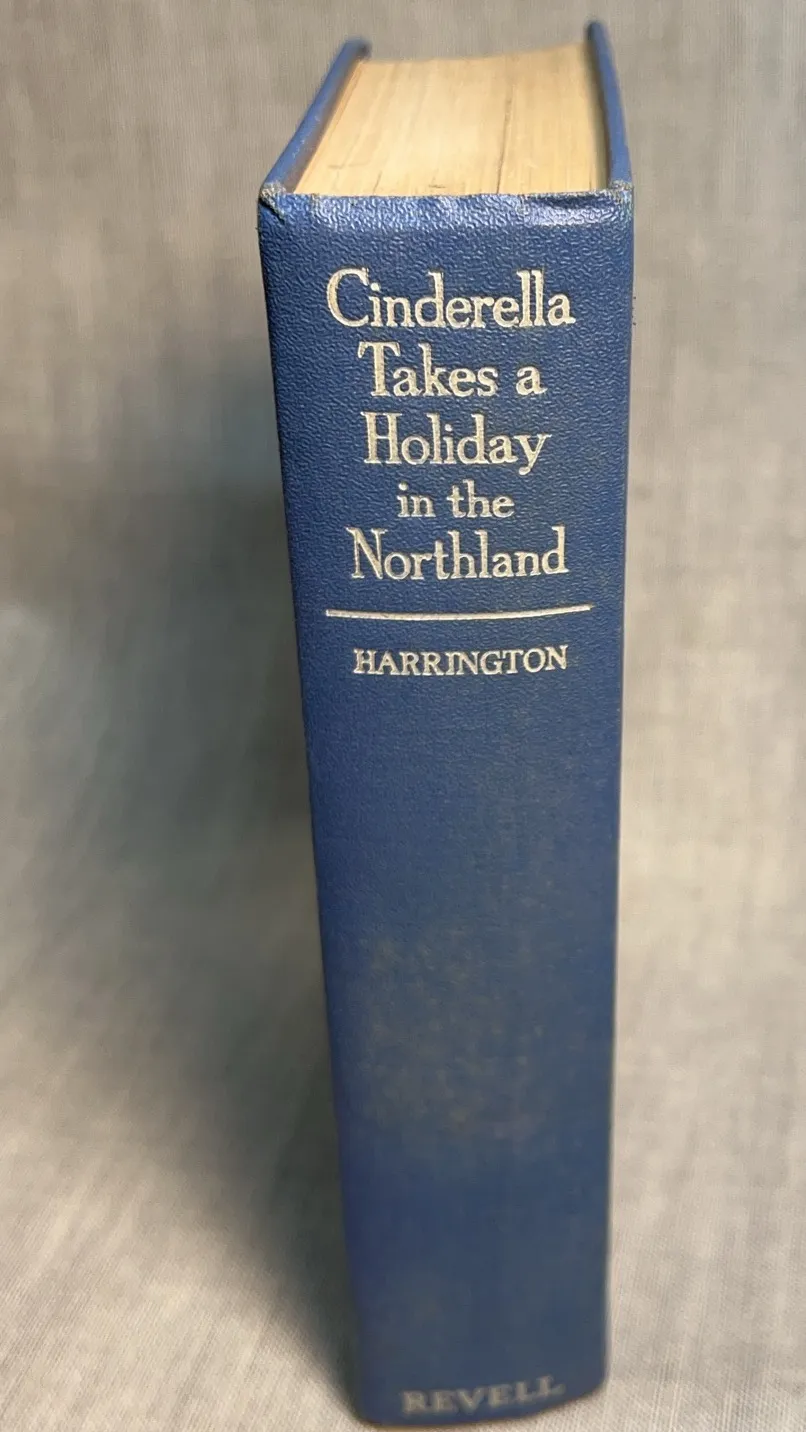 Cinderella
Takes a
Holiday
in the
Northland
HARRINGTON
REVELL